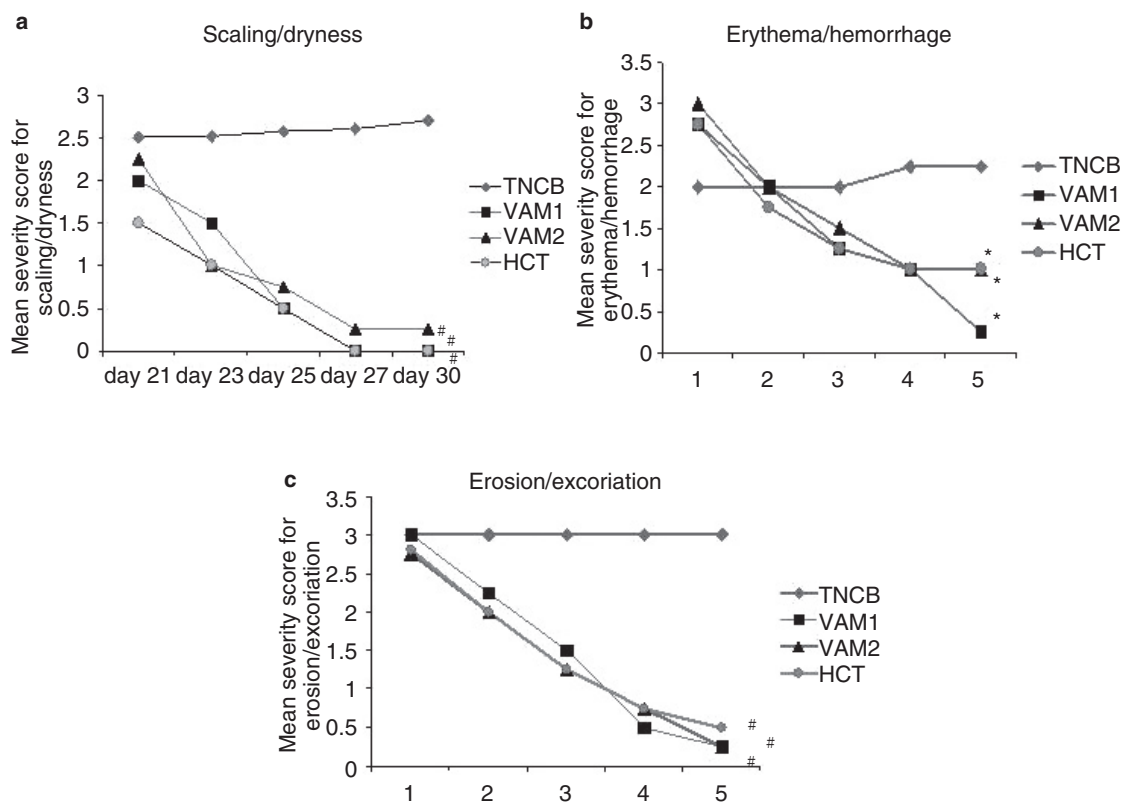 a
Scaling/dryness
Mean severity score for
scaling/dryness
3
2.5
2
1.5
1
0.5
0
day 21 day 23 day 25 day 27 day 30
#
#
#
TNCB
VAM1
VAM2
HCT
b
Erythema/hemorrhage
Mean severity score for
erythema/hemorrhage
3.5
3
2.5
2
1.5
1
0.5
0
1 2 3 4 5
*
*
*
TNCB
VAM1
VAM2
HCT
c
Erosion/excoriation
Mean severity score for
erosion/excoriation
3.5
3
2.5
2
1.5
1
0.5
0
1 2 3 4 5
#
#
#
TNCB
VAM1
VAM2
HCT